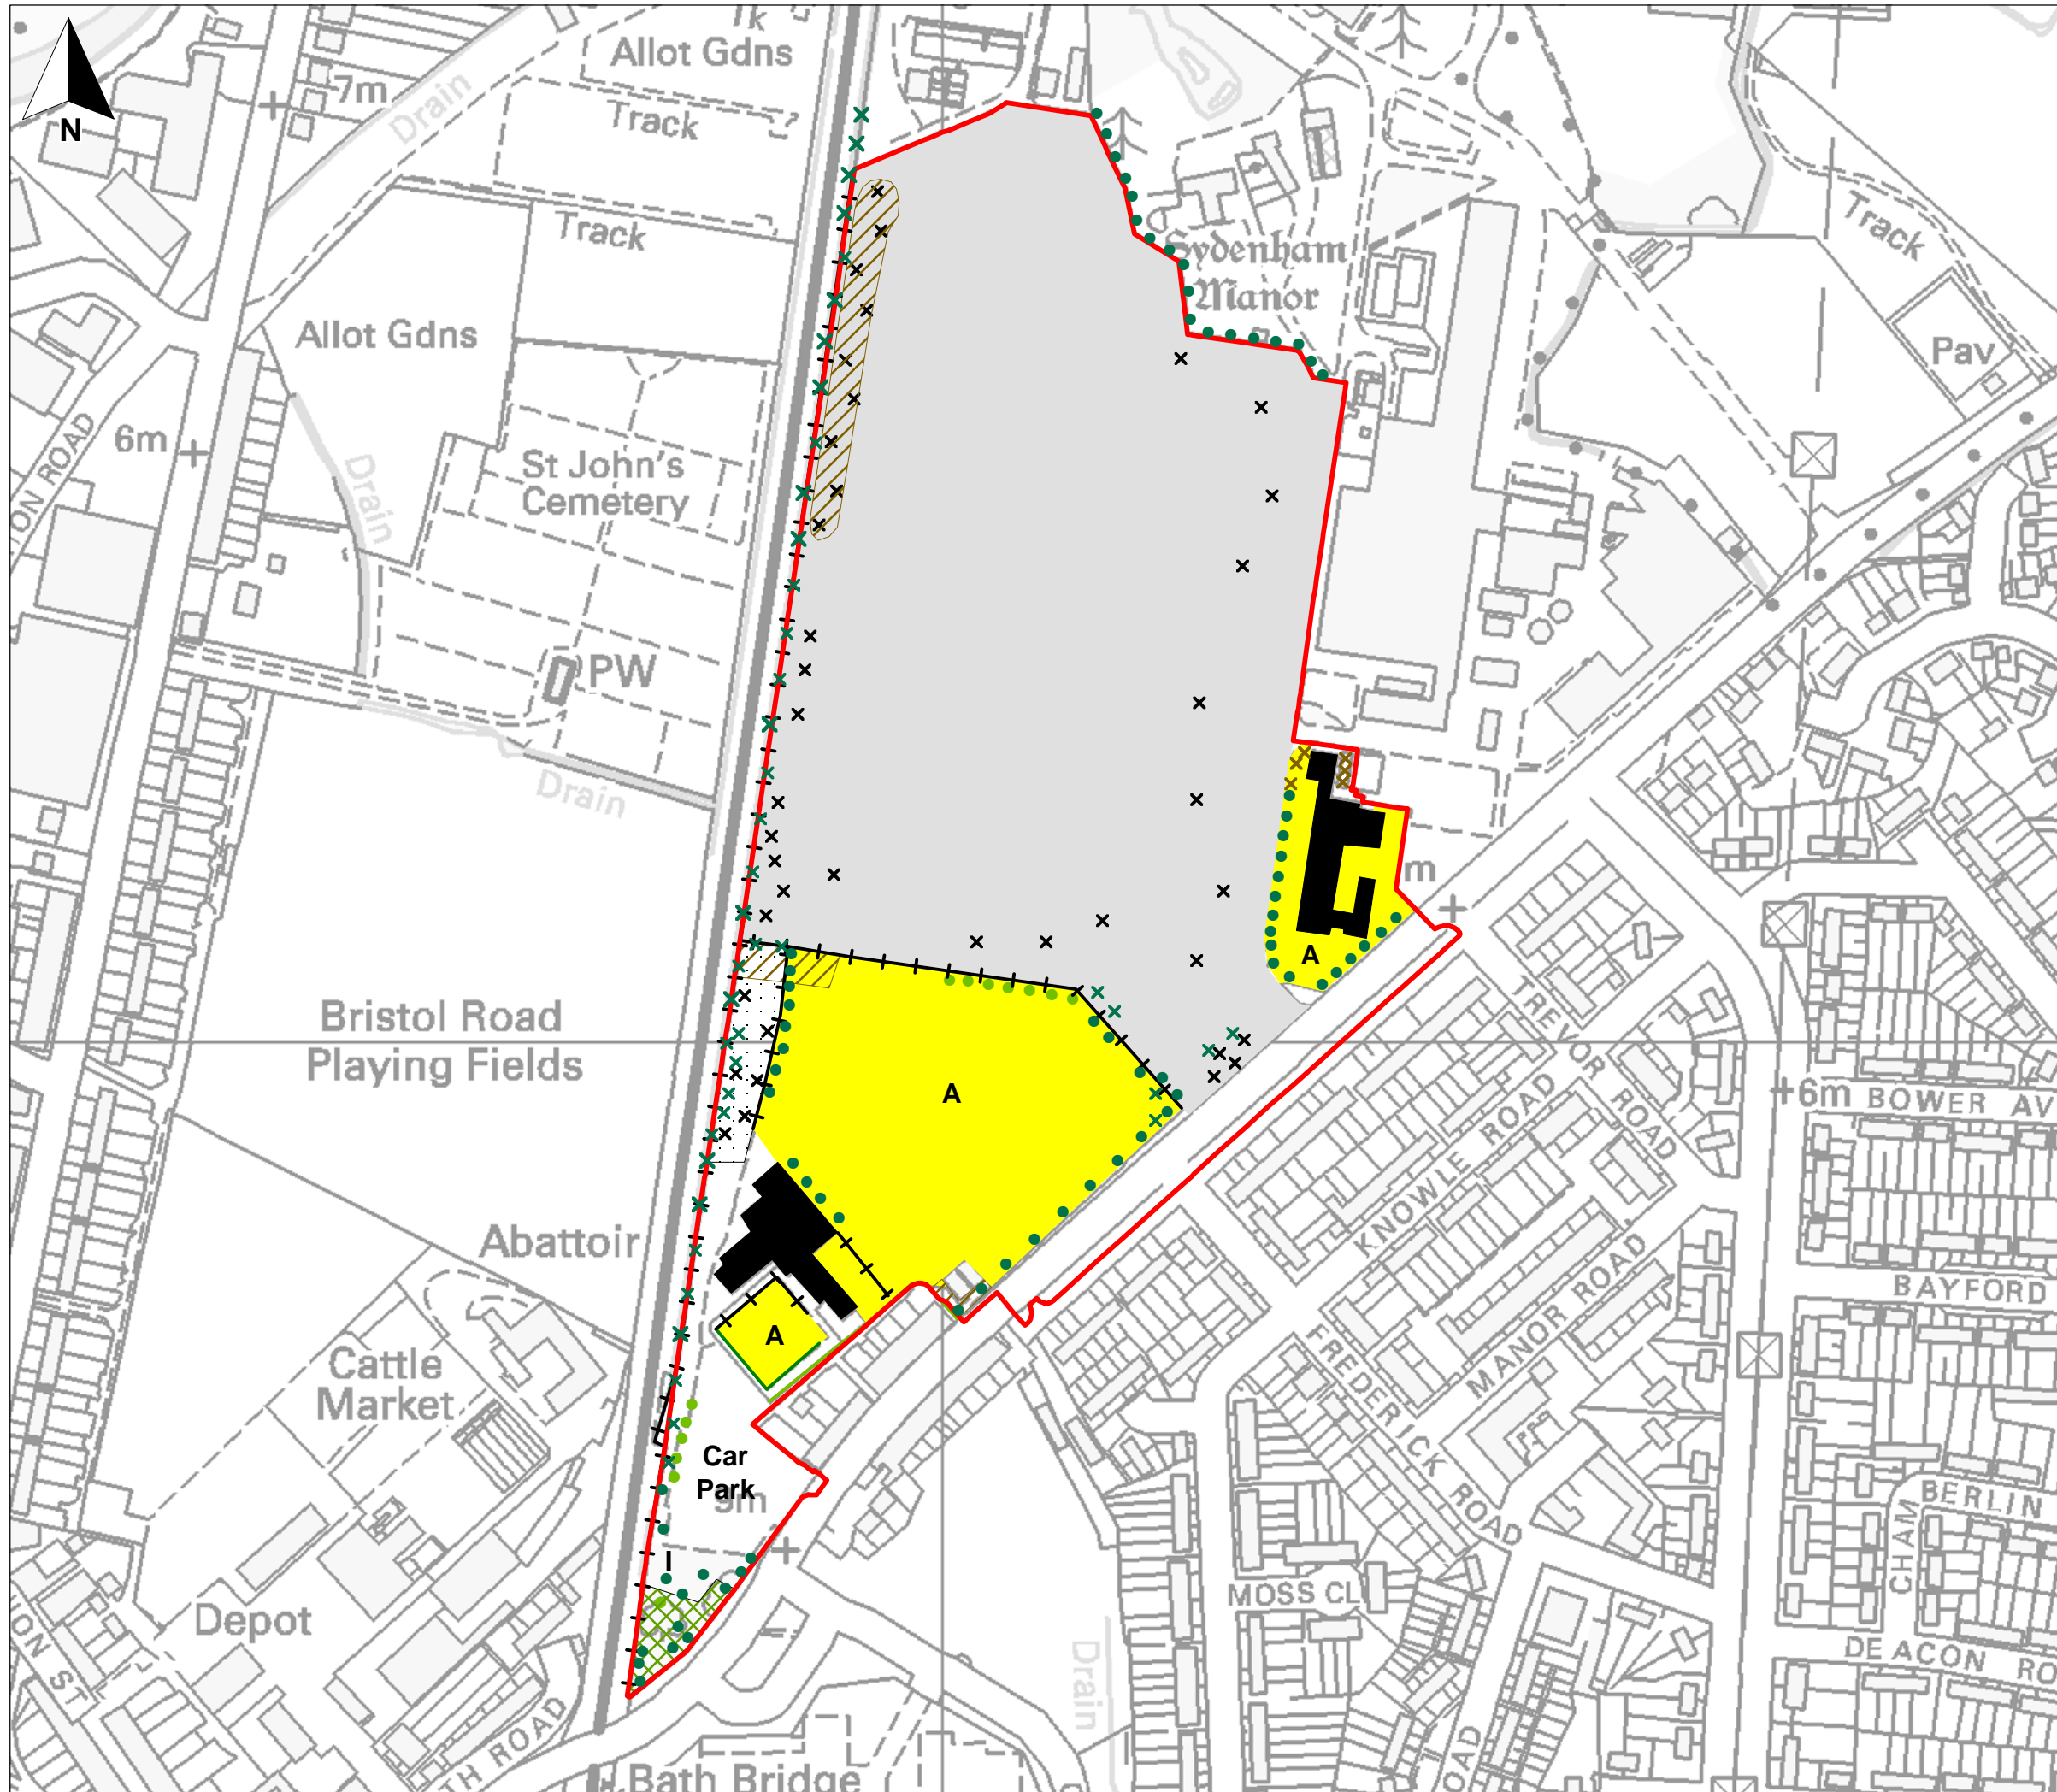 Allot Gdns
7m
Drain
Track
N
Track
Sydenham
Manor
Track
Allot Gdns
Pav
6m
ON ROAD
Drain
St John's
Cemetery
PW
Drain
m
A
Bristol Road
Playing Fields
A
TREVOR ROAD
KNOWLE ROAD
6m
BOWER AV
Abattoir
MANOR ROAD
BAYFORD
A
Cattle
Market
FREDERICK ROAD
Car
Park
9m
BERLIN
CHAM
I
MOSS CL
Depot
ON ST
Drain
DEACON RO
TH ROAD
OAD
Bath Bridge